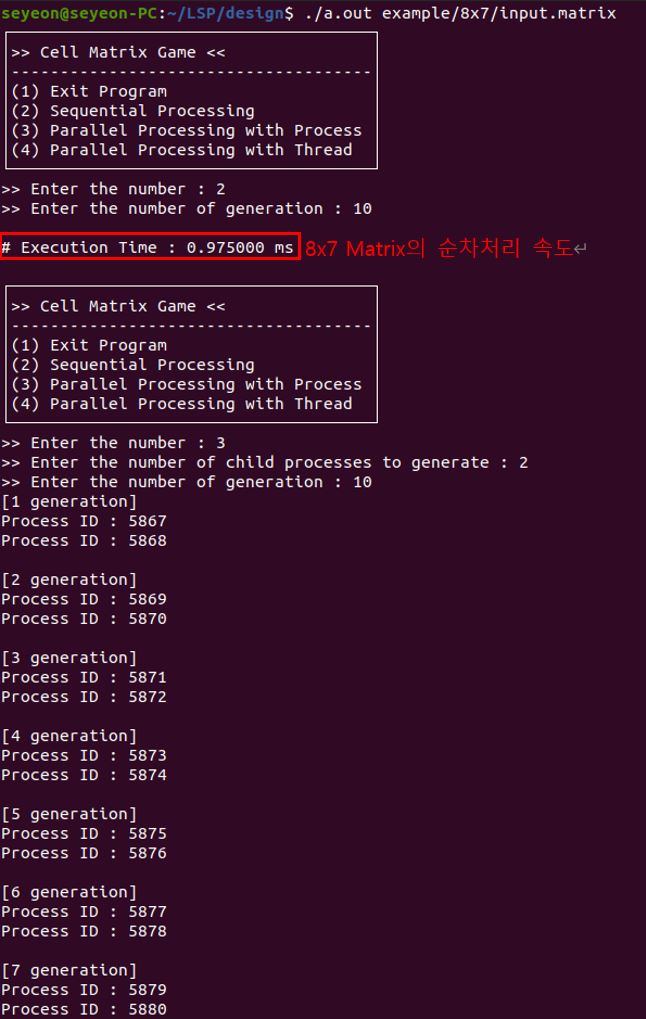 seyeon@seyeon-PC:~/LSP/design$ ./a.out example/8x7/input.matrix
>> Cell Matrix Game <<
-------------------------------------
(1) Exit Program
(2) Sequential Processing
(3) Parallel Processing with Process
(4) Parallel Processing with Thread
>> Enter the number : 2
>> Enter the number of generation : 10
# Execution Time : 0.975000 ms 8x7 Matrix의 순차처리 속도↵
>> Cell Matrix Game <<
-------------------------------------
(1) Exit Program
(2) Sequential Processing
(3) Parallel Processing with Process
(4) Parallel Processing with Thread
>> Enter the number : 3
>> Enter the number of child processes to generate : 2
>> Enter the number of generation : 10
[1 generation]
Process ID : 5867
Process ID : 5868
[2 generation]
Process ID : 5869
Process ID : 5870
[3 generation]
Process ID : 5871
Process ID : 5872
[4 generation]
Process ID : 5873
Process ID : 5874
[5 generation]
Process ID : 5875
Process ID : 5876
[6 generation]
Process ID : 5877
Process ID : 5878
[7 generation]
Process ID : 5879
Process ID : 5880